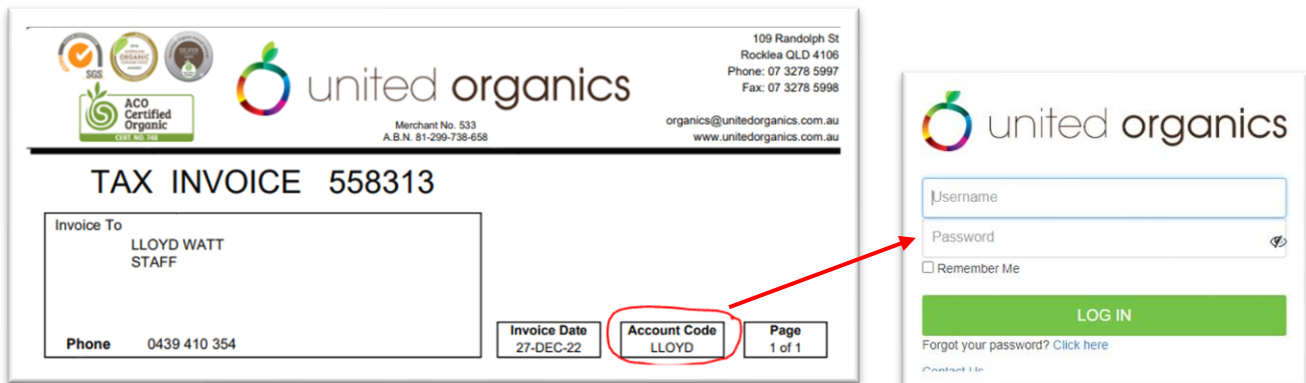 SGS
ORGANIC
ACO
Certified
Organic
CERT. NO. 748
united organics
Merchant No. 533
A.B.N. 81-299-738-658
109 Randolph St
Rocklea QLD 4106
Phone: 07 3278 5997
Fax: 07 3278 5998
organics@unitedorganics.com.au
www.unitedorganics.com.au
TAX INVOICE 558313
Invoice To
LLOYD WATT
STAFF
Phone 0439 410 354
Invoice Date
27-DEC-22
Account Code
LLOYD
Page
1 of 1
united organics
Username
Password
Remember Me
LOG IN
Forgot your password? Click here
Contact Us